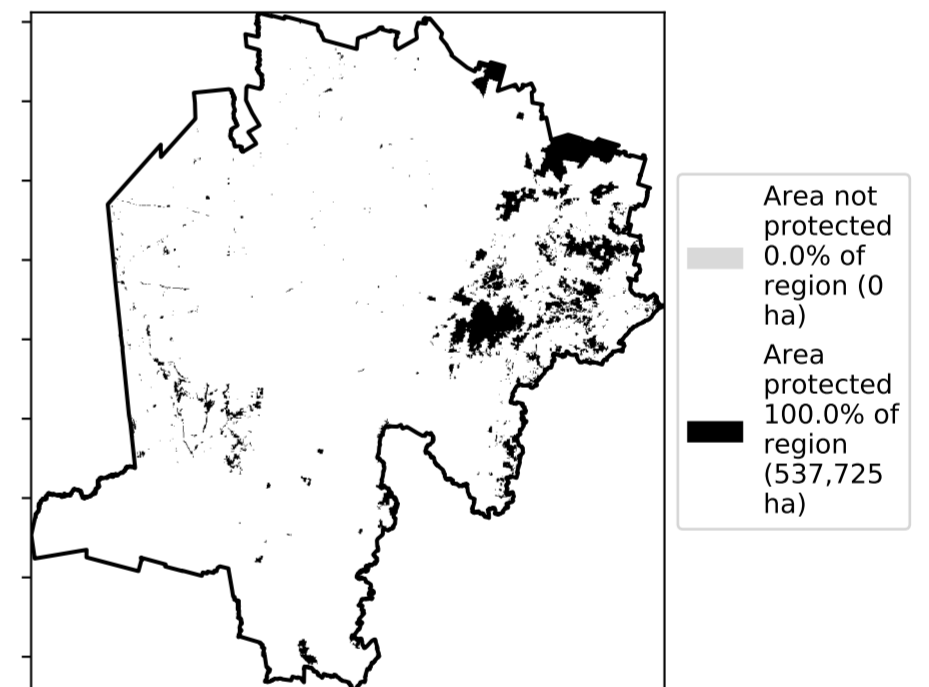 Area not
protected
0.0% of
region (0
ha)
Area
protected
100.0% of
region
(537,725
ha)